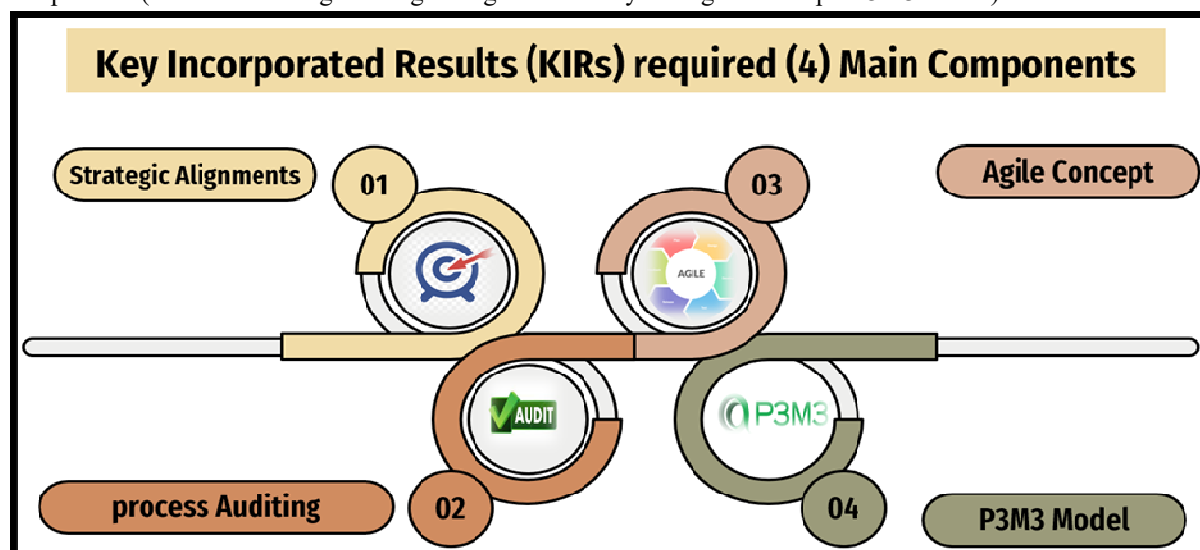 Key Incorporated Results (KIRs) required (4) Main Components
Strategic Alignments
01
03
Agile Concept
AGILE
AUDIT
P3M3
process Auditing
02
04
P3M3 Model